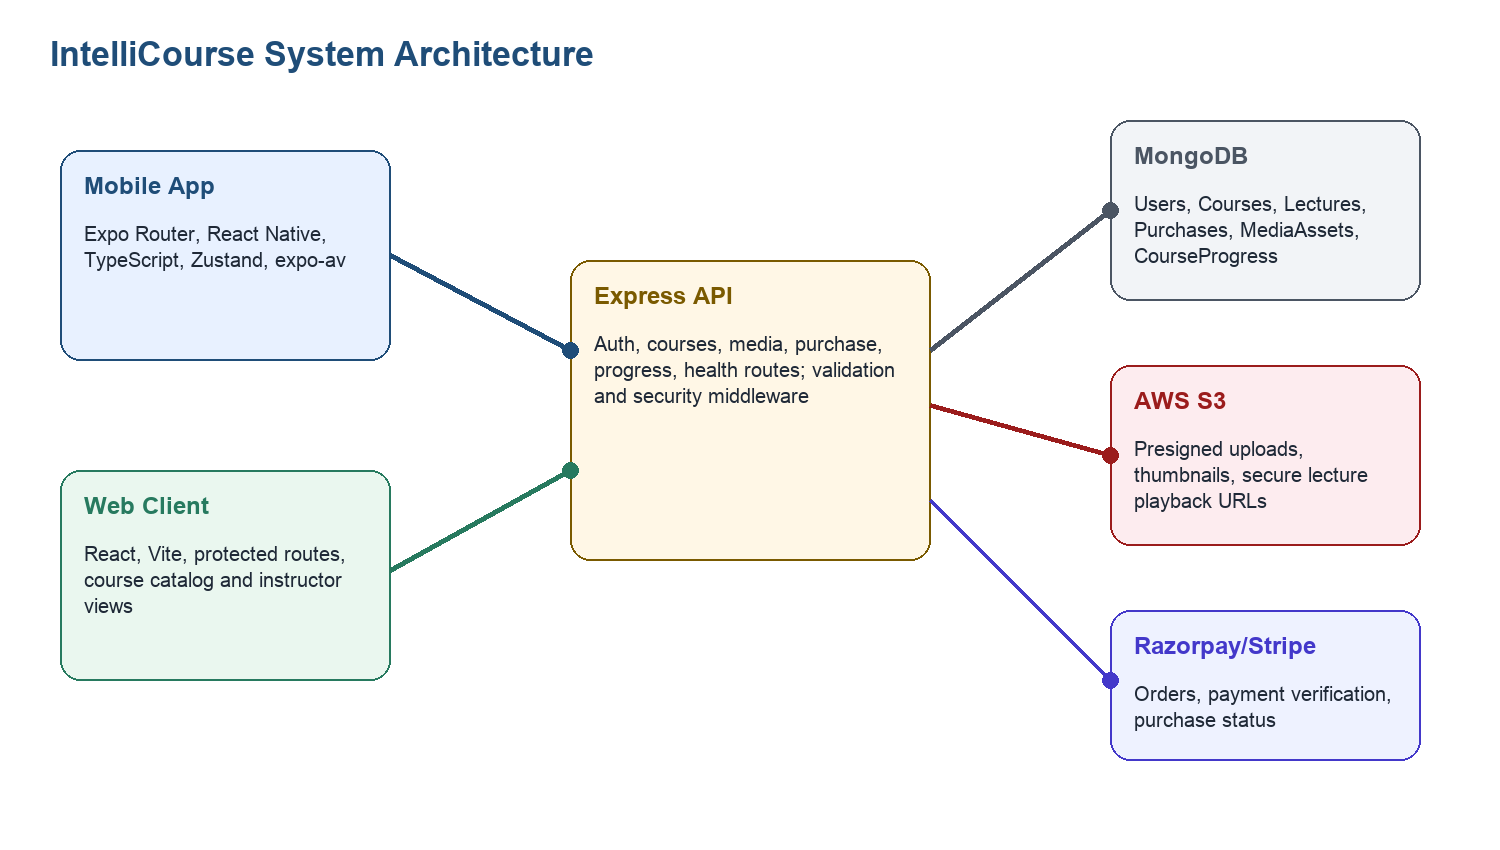 IntelliCourse System Architecture
Mobile App
Expo Router, React Native,
TypeScript, Zustand, expo-av
Web Client
React, Vite, protected routes,
course catalog and instructor
views
Express API
Auth, courses, media, purchase,
progress, health routes; validation
and security middleware
MongoDB
Users, Courses, Lectures,
Purchases, MediaAssets,
CourseProgress
AWS S3
Presigned uploads,
thumbnails, secure lecture
playback URLs
Razorpay/Stripe
Orders, payment verification,
purchase status